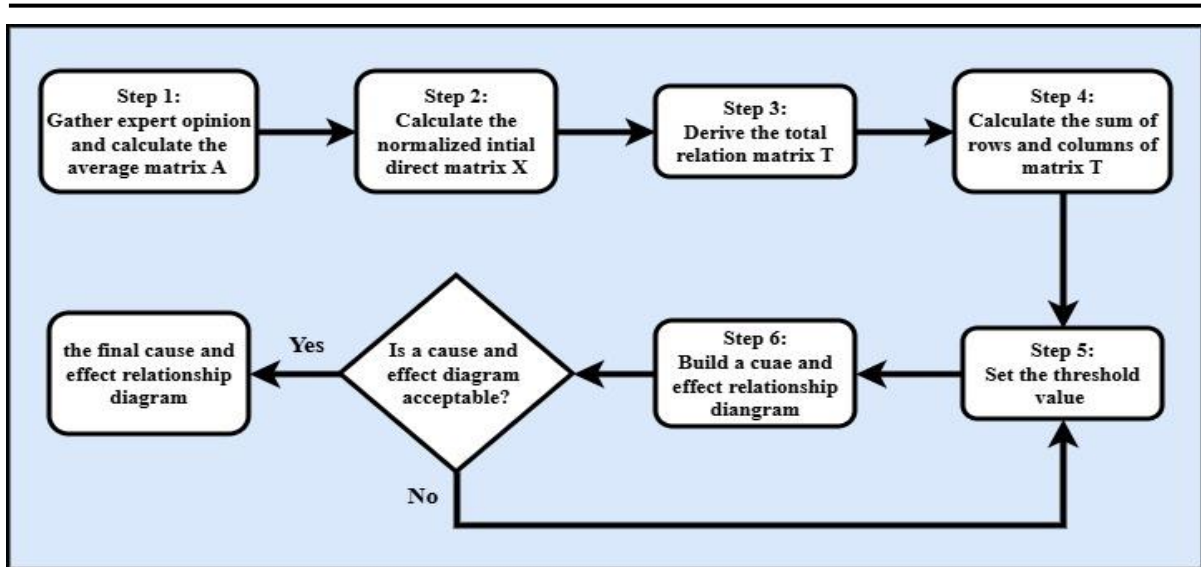 Step 1:
Gather expert opinion
and calculate the
average matrix A
Step 2:
Calculate the
normalized intial
direct matrix X
Step 3:
Derive the total
relation matrix T
Step 4:
Calculate the sum of
rows and columns of
matrix T
Step 5:
Set the threshold
value
Step 6:
Build a cuae and
effect relationship
diangram
Is a cause and
effect diagram
acceptable?
Yes
the final cause and
effect relationship
diagram
No